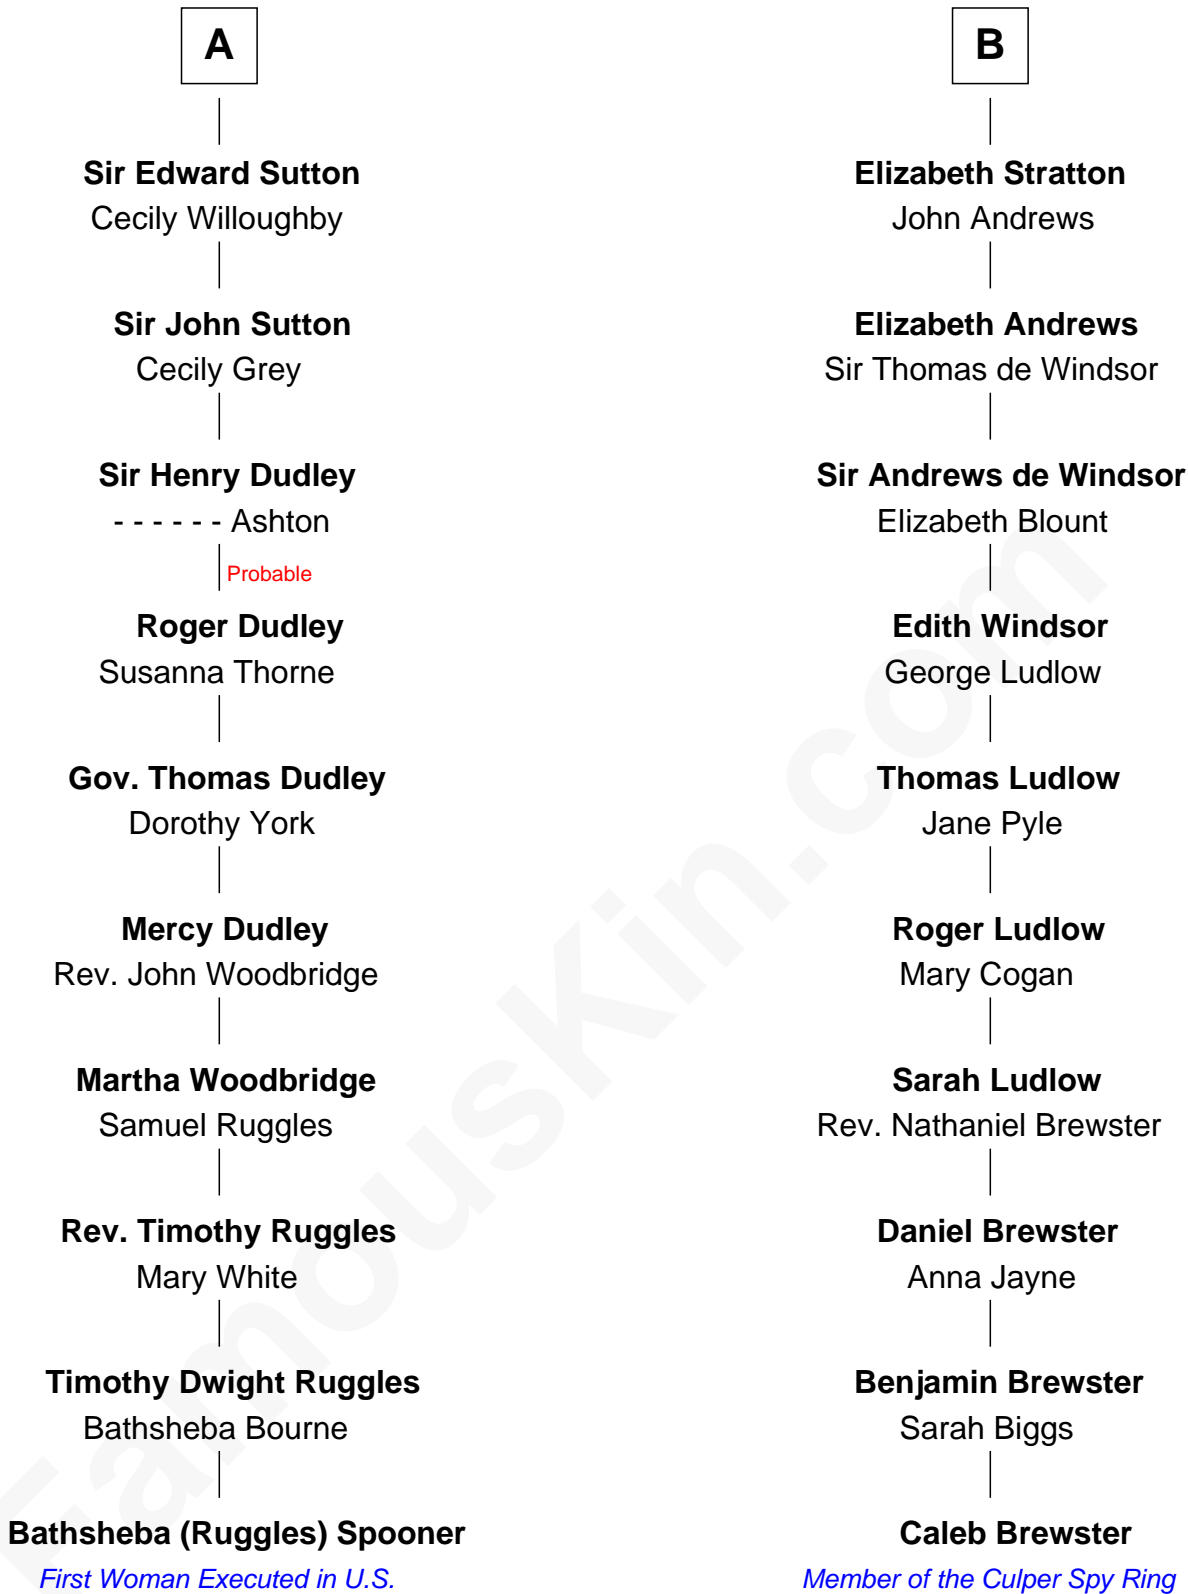 A
Sir Edward Sutton
Cecily Willoughby
Sir John Sutton
Cecily Grey
Sir Henry Dudley
- - - - - - Ashton
Probable
Roger Dudley
Susanna Thorne
Gov. Thomas Dudley
Dorothy York
Mercy Dudley
Rev. John Woodbridge
Martha Woodbridge
Samuel Ruggles
Rev. Timothy Ruggles
Mary White
Timothy Dwight Ruggles
Bathsheba Bourne
Bathsheba (Ruggles) Spooner
First Woman Executed in U.S.
B
Elizabeth Stratton
John Andrews
Elizabeth Andrews
Sir Thomas de Windsor
Sir Andrews de Windsor
Elizabeth Blount
Edith Windsor
George Ludlow
Thomas Ludlow
Jane Pyle
Roger Ludlow
Mary Cogan
Sarah Ludlow
Rev. Nathaniel Brewster
Daniel Brewster
Anna Jayne
Benjamin Brewster
Sarah Biggs
Caleb Brewster
Member of the Culper Spy Ring
FamousKin.com